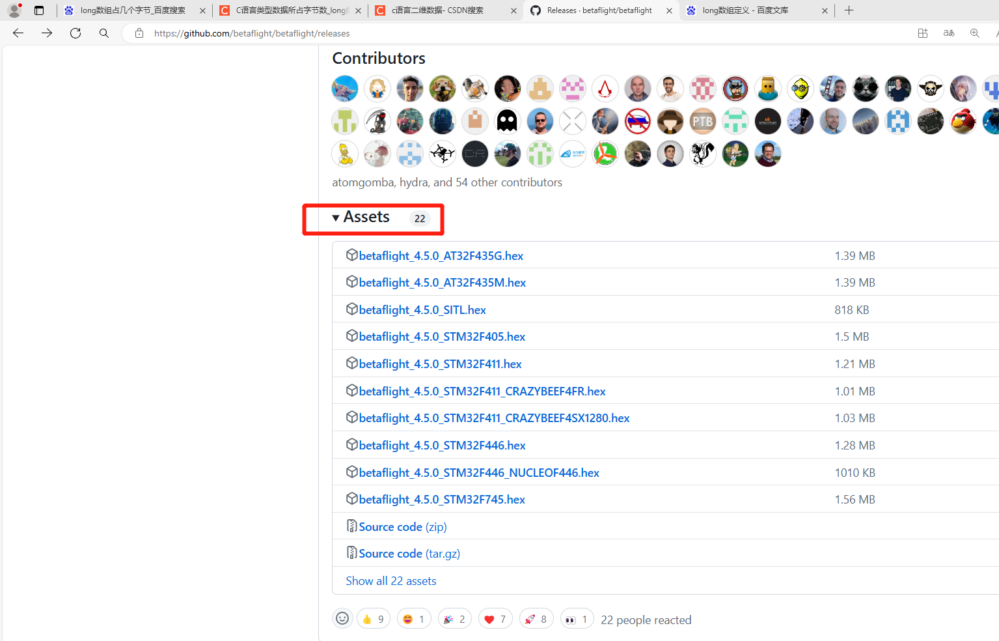 long数组占几个字节_百度搜索
C语言类型数据所占字节数_long
c语言二维数据- CSDN搜索
Releases · betaflight/betaflight
long数组定义 - 百度文库
https://github.com/betaflight/betaflight/releases
Contributors
PTB
atomgomba, hydra, and 54 other contributors
Assets 22
betaflight_4.5.0_AT32F435G.hex 1.39 MB
betaflight_4.5.0_AT32F435M.hex 1.39 MB
betaflight_4.5.0_SITL.hex 818 KB
betaflight_4.5.0_STM32F405.hex 1.5 MB
betaflight_4.5.0_STM32F411.hex 1.21 MB
betaflight_4.5.0_STM32F411_CRAZYBEEF4FR.hex 1.01 MB
betaflight_4.5.0_STM32F411_CRAZYBEEF4SX1280.hex 1.03 MB
betaflight_4.5.0_STM32F446.hex 1.28 MB
betaflight_4.5.0_STM32F446_NUCLEOF446.hex 1010 KB
betaflight_4.5.0_STM32F745.hex 1.56 MB
Source code (zip)
Source code (tar.gz)
Show all 22 assets
9 1 2 7 8 1 22 people reacted